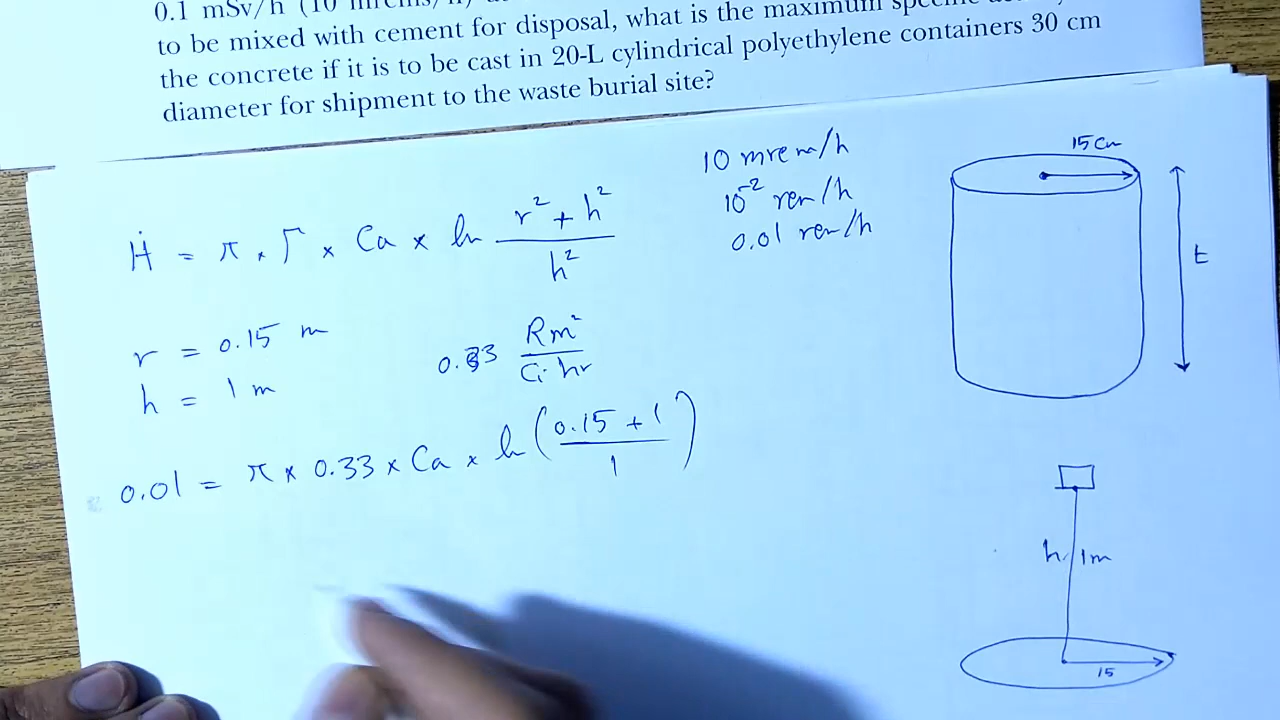 0.1 mSv/h (10
to be mixed with cement for disposal, what is the maximum
the concrete if it is to be cast in 20-L cylindrical polyethylene containers 30 cm
diameter for shipment to the waste burial site?
10 mrem/h
10⁻² rem/h
0.01 rem/h
15 cm
t
Ḣ = π × Γ × Ca × ln (r² + h²)/h²
r = 0.15 m
h = 1 m
0.33 Rm²/Ci hr
0.01 = π × 0.33 × Ca × ln((0.15 + 1)/1)
h 1m
15